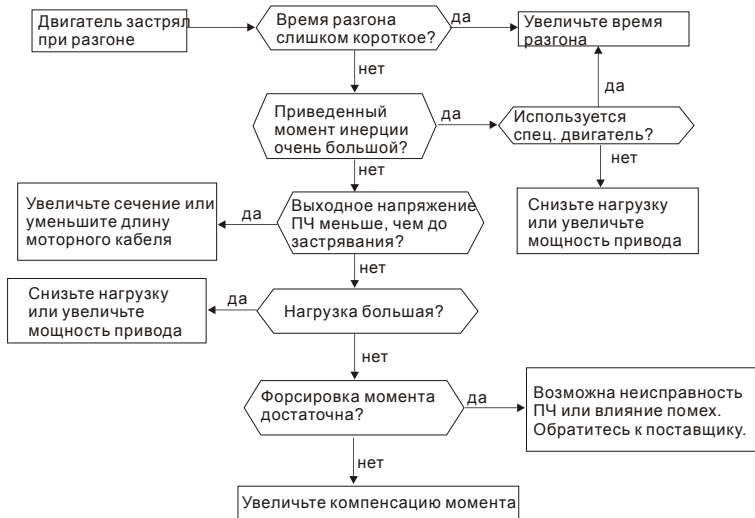 Двигатель застрял
при разгоне
Время разгона
слишком короткое?
да
Увеличьте время
разгона
нет
да
Приведенный
момент инерции
очень большой?
да
Используется
спец. двигатель?
нет
нет
Увеличьте сечение или
уменьшите длину
моторного кабеля
да
Выходное напряжение
ПЧ меньше, чем до
застрявания?
Снизьте нагрузку
или увеличьте
мощность привода
нет
Снизьте нагрузку
или увеличьте
мощность привода
да
Нагрузка большая?
нет
Форсировка момента
достаточна?
да
Возможна неисправность
ПЧ или влияние помех.
Обратитесь к поставщику.
нет
Увеличьте компенсацию момента